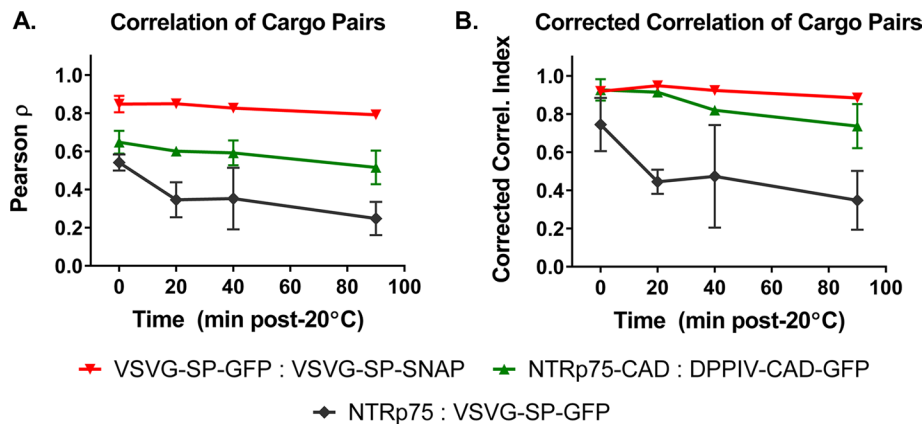 A.
Correlation of Cargo Pairs
Pearson ρ
1.0
0.8
0.6
0.4
0.2
0.0
0 20 40 60 80 100
Time (min post-20°C)
B.
Corrected Correlation of Cargo Pairs
Corrected Correl. Index
1.0
0.8
0.6
0.4
0.2
0.0
0 20 40 60 80 100
Time (min post-20°C)
VSVG-SP-GFP : VSVG-SP-SNAP
NTRp75-CAD : DPPIV-CAD-GFP
NTRp75 : VSVG-SP-GFP